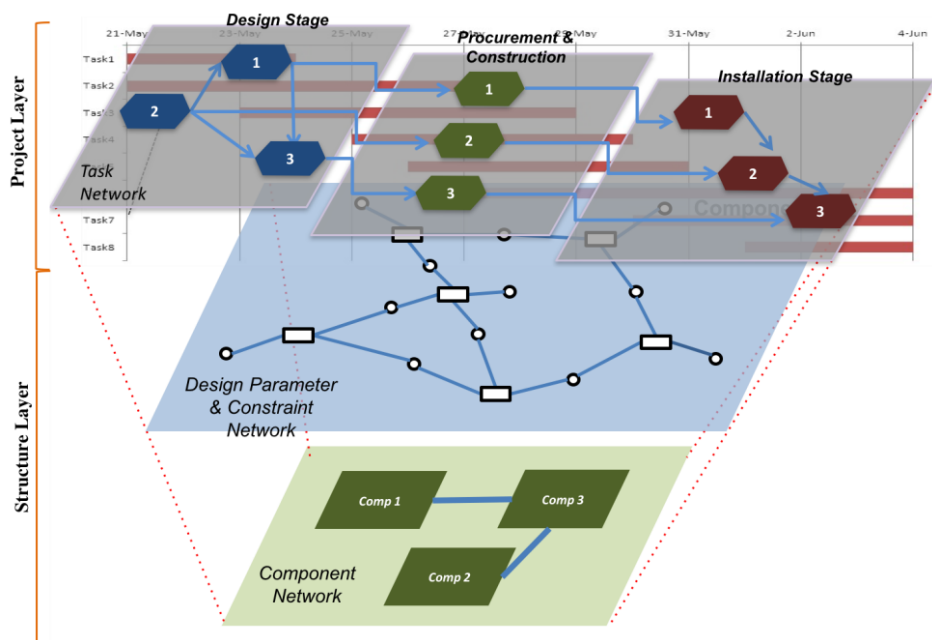 Design Stage
21-May
23-May
25-May
27-May
29-May
31-May
2-Jun
4-Jun
Procurement &
Construction
Installation Stage
Task1
Task2
Task4
Task7
Task8
1
2
3
1
2
3
1
2
3
Task
Network
Project Layer
Structure Layer
Design Parameter
& Constraint
Network
Comp 1
Comp 3
Comp 2
Component
Network